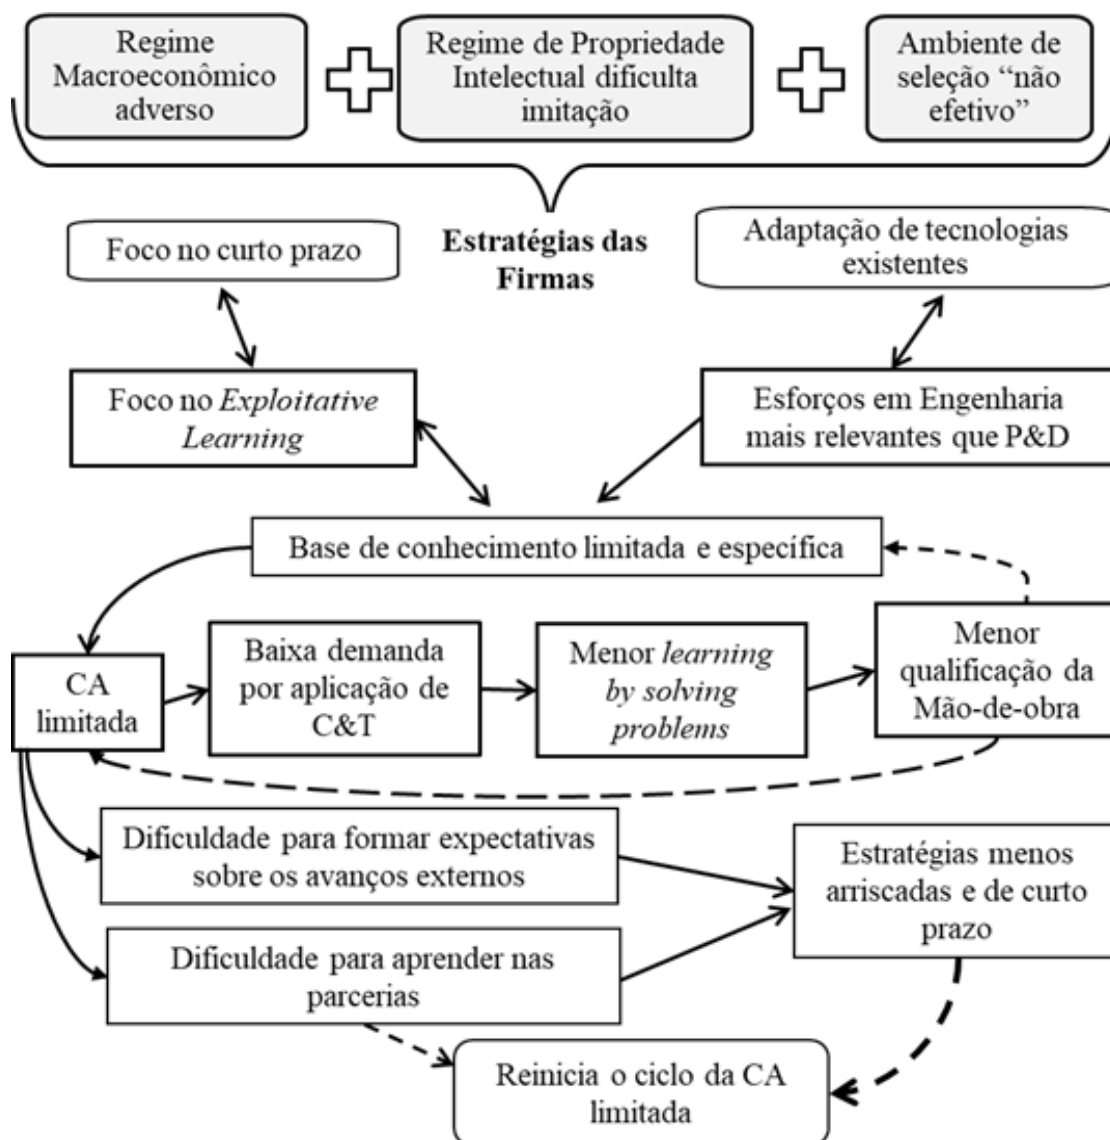 Regime
Macroeconômico
adverso
Regime de Propriedade
Intelectual dificulta
imitação
Ambiente de
seleção “não
efetivo”
Foco no curto prazo
Estratégias das
Firmas
Adaptação de tecnologias
existentes
Foco no Exploitative
Learning
Esforços em Engenharia
mais relevantes que P&D
Base de conhecimento limitada e específica
CA
limitada
Baixa demanda
por aplicação de
C&T
Menor learning
by solving
problems
Menor
qualificação da
Mão-de-obra
Dificuldade para formar expectativas
sobre os avanços externos
Estratégias menos
arriscadas e de curto
prazo
Dificuldade para aprender nas
parcerias
Reinicia o ciclo da CA
limitada